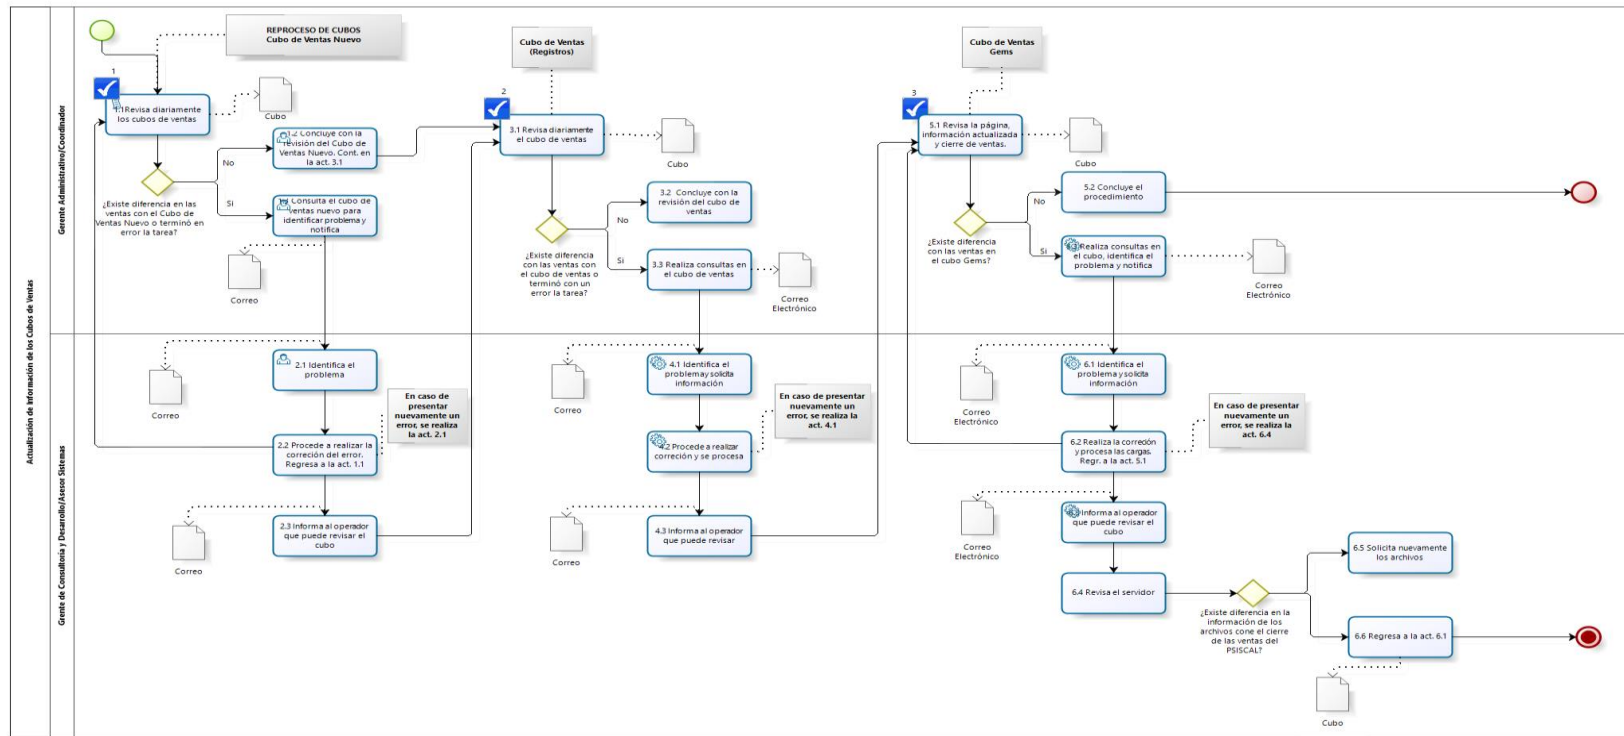 Actualización de Información de los Cubos de Ventas
Gerente Administrativo/Coordinador
REPROCESO DE CUBOS
Cubo de Ventas Nuevo
1
1.1Revisa diariamente
los cubos de ventas
Cubo
1.2 Concluye con la
revisión del Cubo de
Ventas Nuevo. Cont. en
la act. 3.1
No
Si
¿Existe diferencia en las
ventas con el Cubo de
Ventas Nuevo o terminó en
error la tarea?
Consulta el cubo de
ventas nuevo para
identificar problema y
notifica
Correo
Cubo de Ventas
(Registros)
2
3.1 Revisa diariamente
el cubo de ventas
Cubo
3.2 Concluye con la
revisión del cubo de
ventas
No
Si
¿Existe diferencia
con las ventas con
el cubo de ventas o
terminó con un
error la tarea?
3.3 Realiza consultas en
el cubo de ventas
Correo
Electrónico
Cubo de Ventas
Gems
3
5.1 Revisa la página,
información actualizada
y cierre de ventas.
Cubo
5.2 Concluye el
procedimiento
No
Si
¿Existe diferencia
con las ventas en
el cubo Gems?
Realiza consultas en
el cubo, identifica el
problema y notifica
Correo
Electrónico
Grente de Consultoría y Desarrollo/Asesor Sistemas
2.1 Identifica el
problema
Correo
En caso de
presentar
nuevamente un
error, se realiza
la act. 2.1
2.2 Procede a realizar la
correción del error.
Regresa a la act. 1.1
2.3 Informa al operador
que puede revisar el
cubo
Correo
4.1 Identifica el
problema y solicita
información
Correo
En caso de presentar
nuevamente un
error, se realiza la
act. 4.1
4.2 Procede a realizar
correción y se procesa
4.3 Informa al operador
que puede revisar
Correo
6.1 Identifica el
problema y solicita
información
Correo
Electrónico
En caso de presentar
nuevamente un
error, se realiza la
act. 6.4
6.2 Realiza la correción
y procesa las cargas.
Regr. a la act. 5.1
Informa al operador
que puede revisar el
cubo
Correo
Electrónico
6.4 Revisa el servidor
¿Existe diferencia en la
información de los
archivos cone el cierre
de las ventas del
PSISCAL?
6.5 Solicita nuevamente
los archivos
6.6 Regresa a la act. 6.1
Cubo